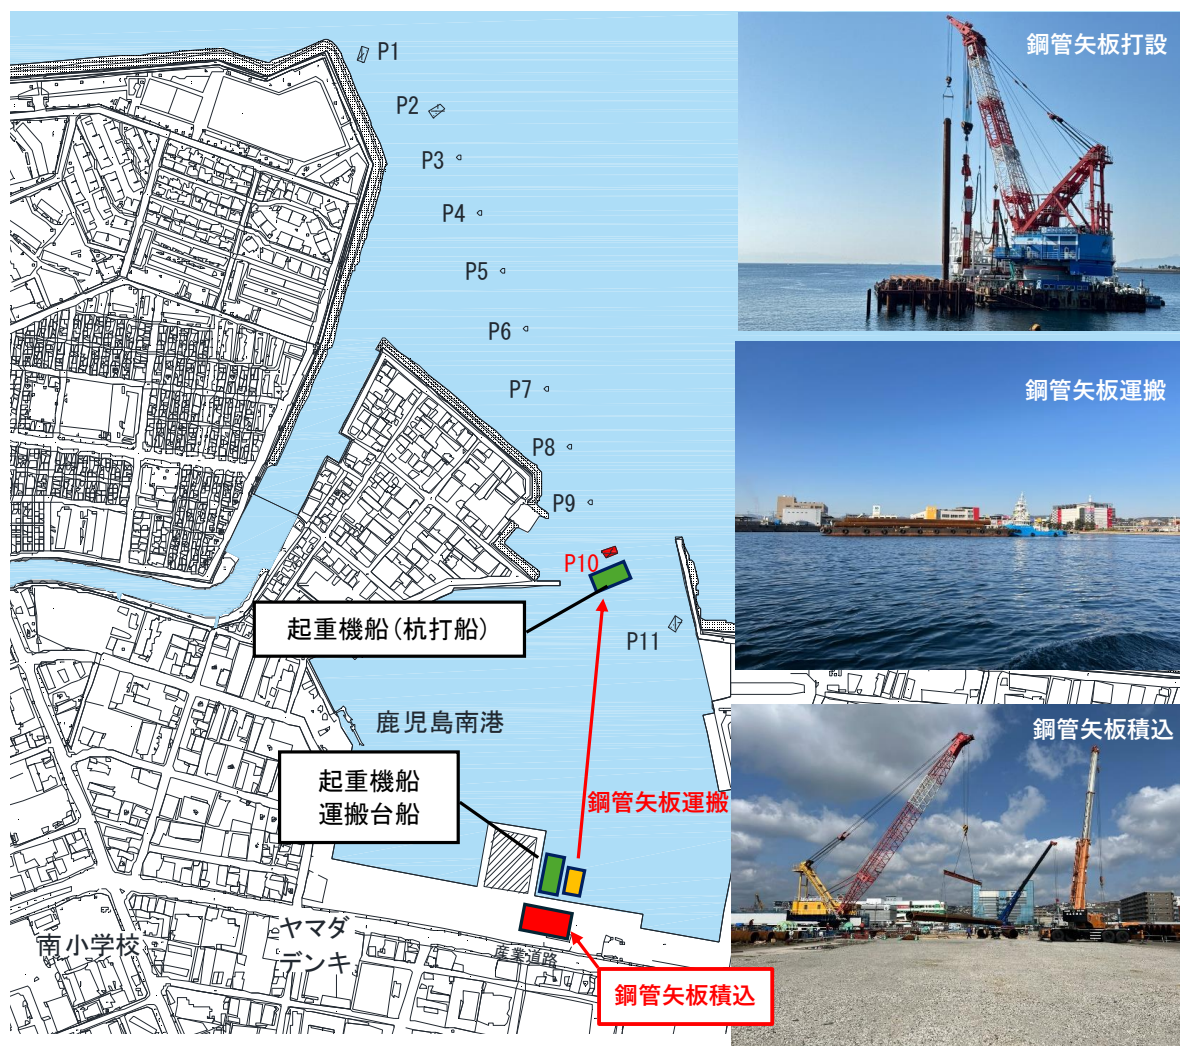 P1
P2
P3
P4
P5
P6
P7
P8
P9
P10
P11
起重機船(杭打船)
鹿児島南港
起重機船
運搬台船
鋼管矢板運搬
ヤマダ
デンキ
南小学校
産業道路
鋼管矢板積込
鋼管矢板打設
鋼管矢板運搬
鋼管矢板積込